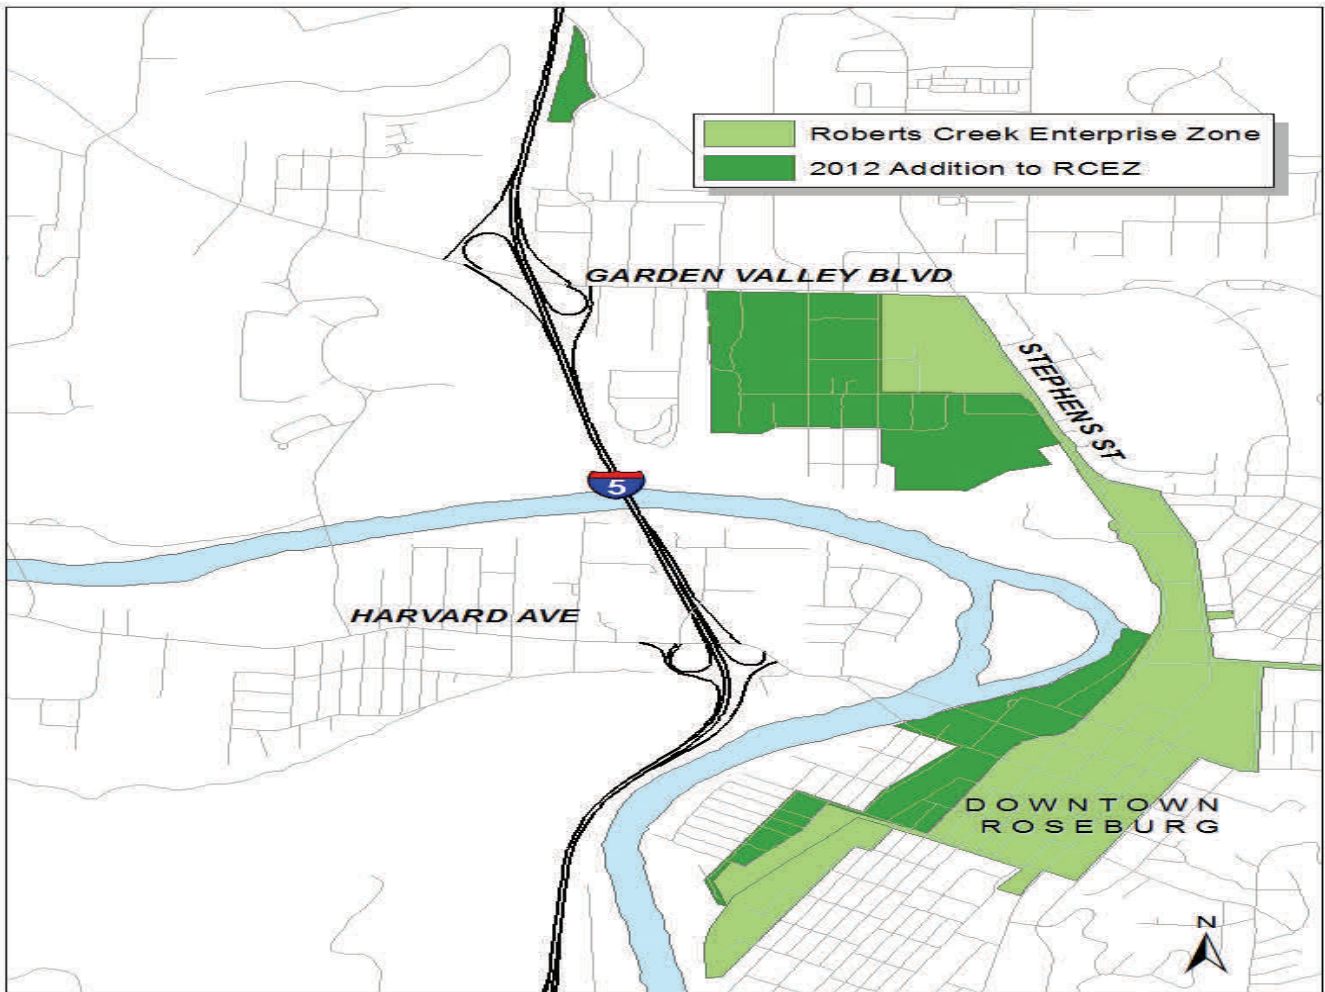 Roberts Creek Enterprise Zone
2012 Addition to RCEZ
GARDEN VALLEY BLVD
STEPHENS ST
5
HARVARD AVE
DOWNTOWN
ROSEBURG
N